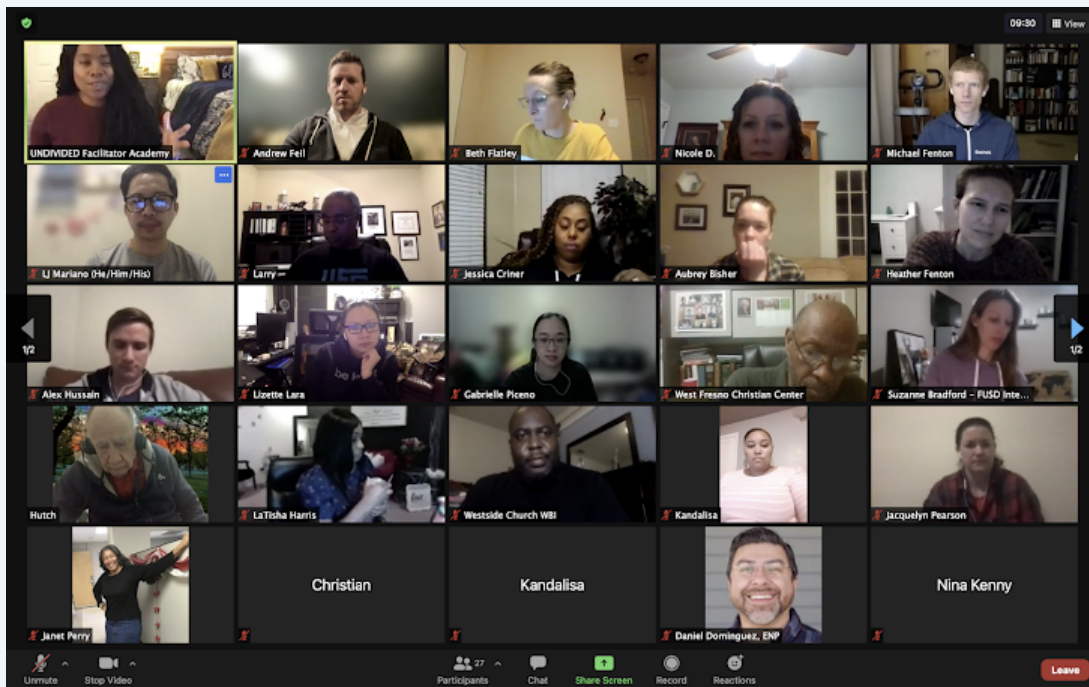 09:30 View
UNDIVIDED Facilitator Academy
Andrew Feil
Beth Flatley
Nicole D.
Michael Fenton
LJ Mariano (He/Him/His)
Larry
Jessica Criner
Aubrey Bisher
Heather Fenton
1/2
Alex Hussain
Lizette Lara
be
Gabrielle Piceno
West Fresno Christian Center
Suzanne Bradford - FUSD Inte...
1/2
Hutch
LaTisha Harris
Westside Church WBI
Kandalisa
Jacquelyn Pearson
Janet Perry
Christian
Kandalisa
Daniel Dominguez, ENP
Nina Kenny
Unmute
Stop Video
Participants 27
Chat
Share Screen
Record
Reactions
Leave